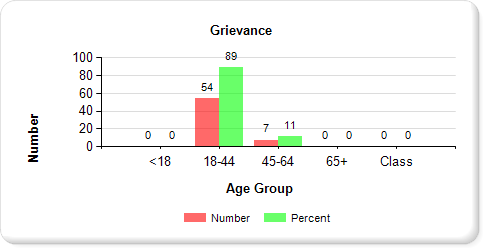 Grievance
100
80
60
40
20
0
Number
0 0 54 89 7 11 0 0 0 0
<18 18-44 45-64 65+ Class
Age Group
Number Percent